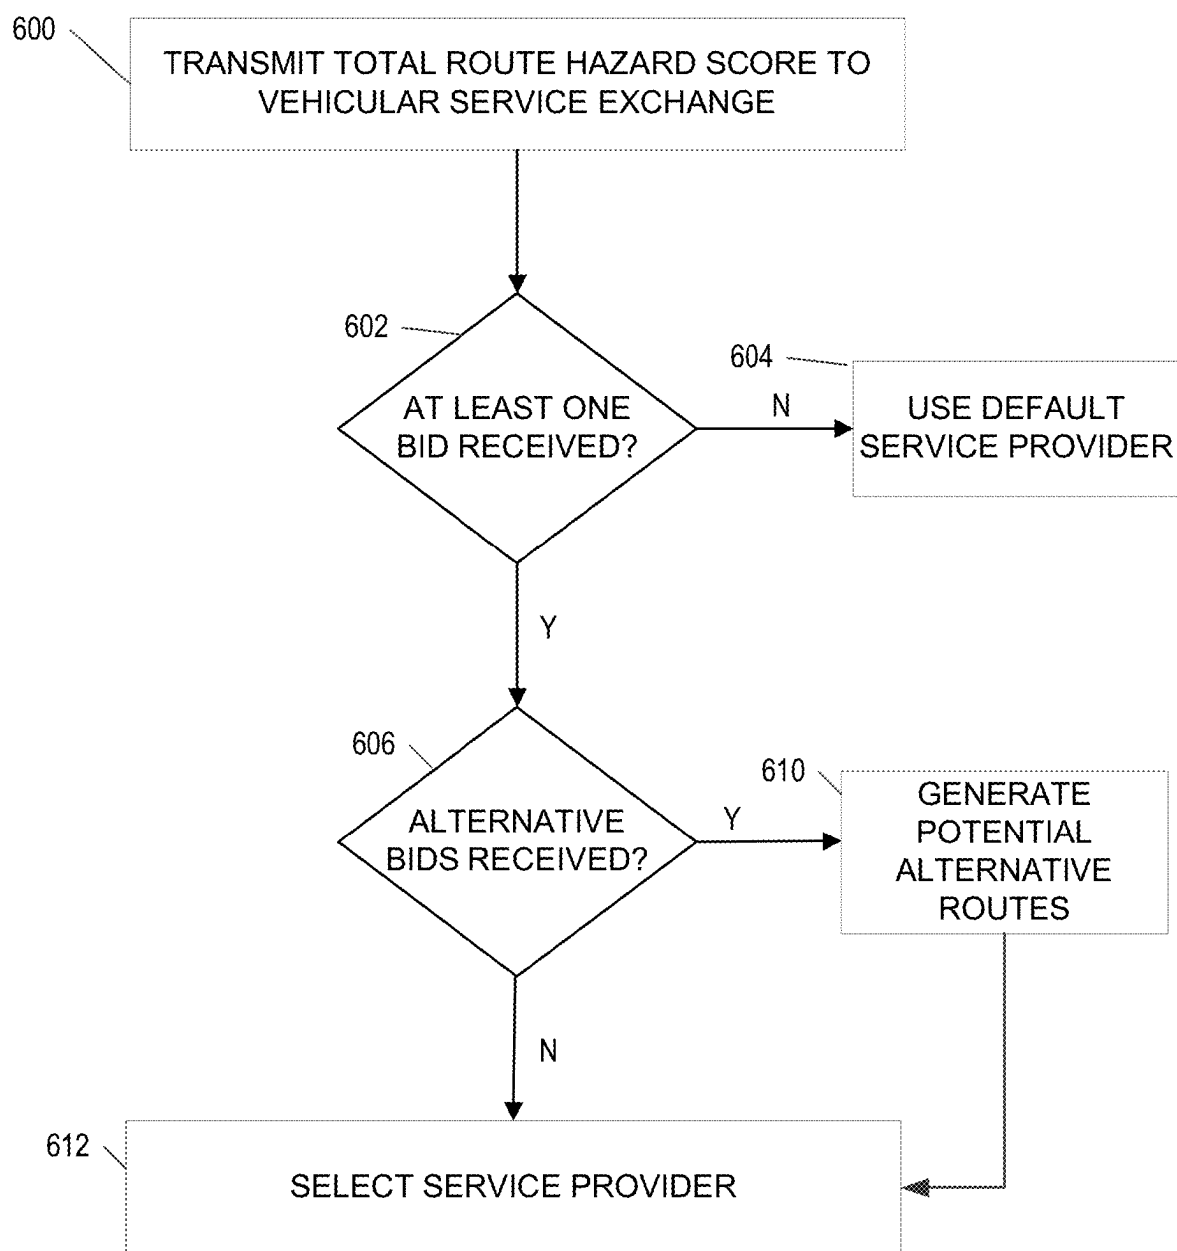 600
TRANSMIT TOTAL ROUTE HAZARD SCORE TO
VEHICULAR SERVICE EXCHANGE
602
AT LEAST ONE
BID RECEIVED?
N
604
USE DEFAULT
SERVICE PROVIDER
Y
606
ALTERNATIVE
BIDS RECEIVED?
Y
610
GENERATE
POTENTIAL
ALTERNATIVE
ROUTES
N
612
SELECT SERVICE PROVIDER